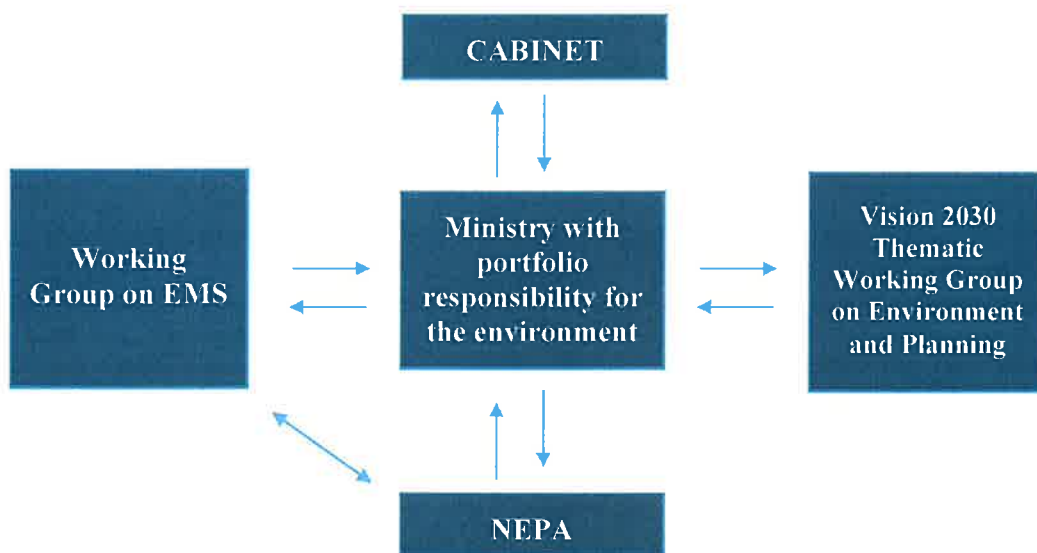 CABINET
Working
Group on EMS
Ministry with
portfolio
responsibility for
the environment
Vision 2030
Thematic
Working Group
on Environment
and Planning
NEPA